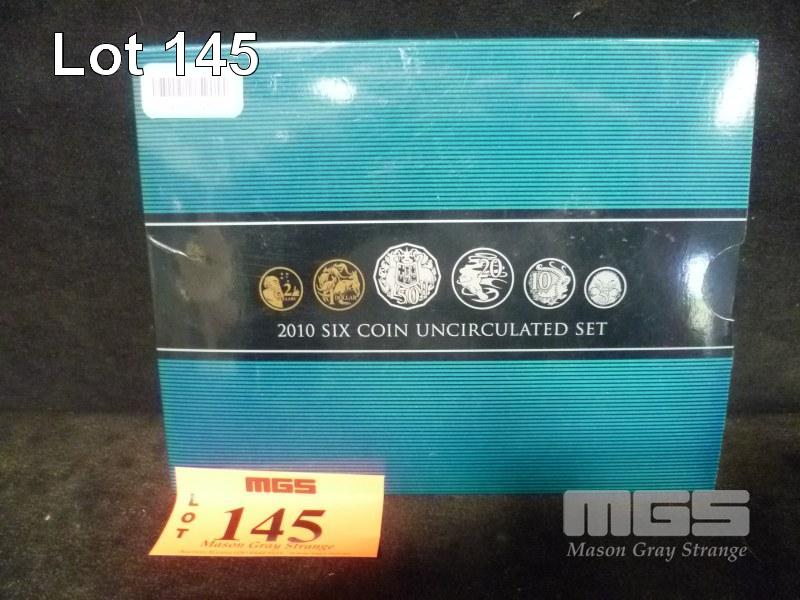 Lot 145
2 DOLLARS
DOLLAR
50
20
10
2010 SIX COIN UNCIRCULATED SET
MGS
LOT
145
Mason Gray Strange
MGS
Mason Gray Strange